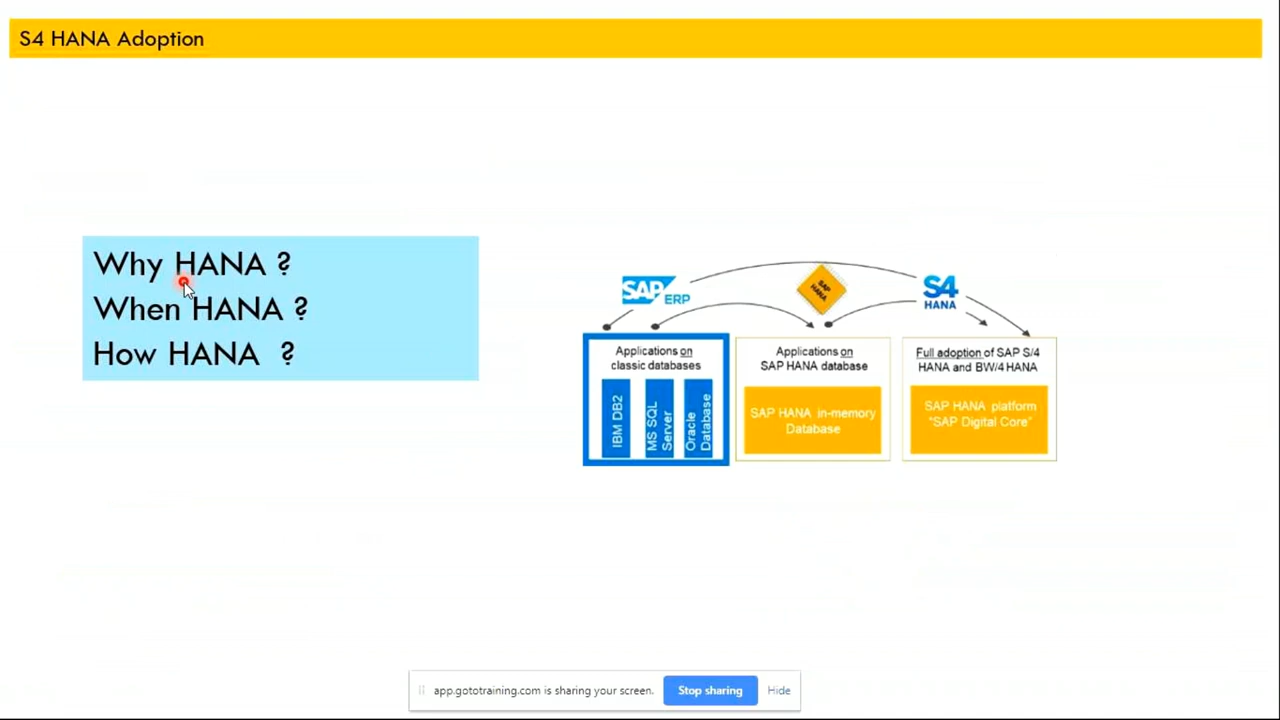 S4 HANA Adoption
Why HANA ?
When HANA ?
How HANA ?
SAP ERP
SAP
HANA
S4
HANA
Applications on
classic databases
IBM DB2
MS SQL
Server
Oracle
Database
Applications on
SAP HANA database
SAP HANA in-memory
Database
Full adoption of SAP S/4
HANA and BW/4 HANA
SAP HANA platform
“SAP Digital Core”
app.gototraining.com is sharing your screen.
Stop sharing
Hide